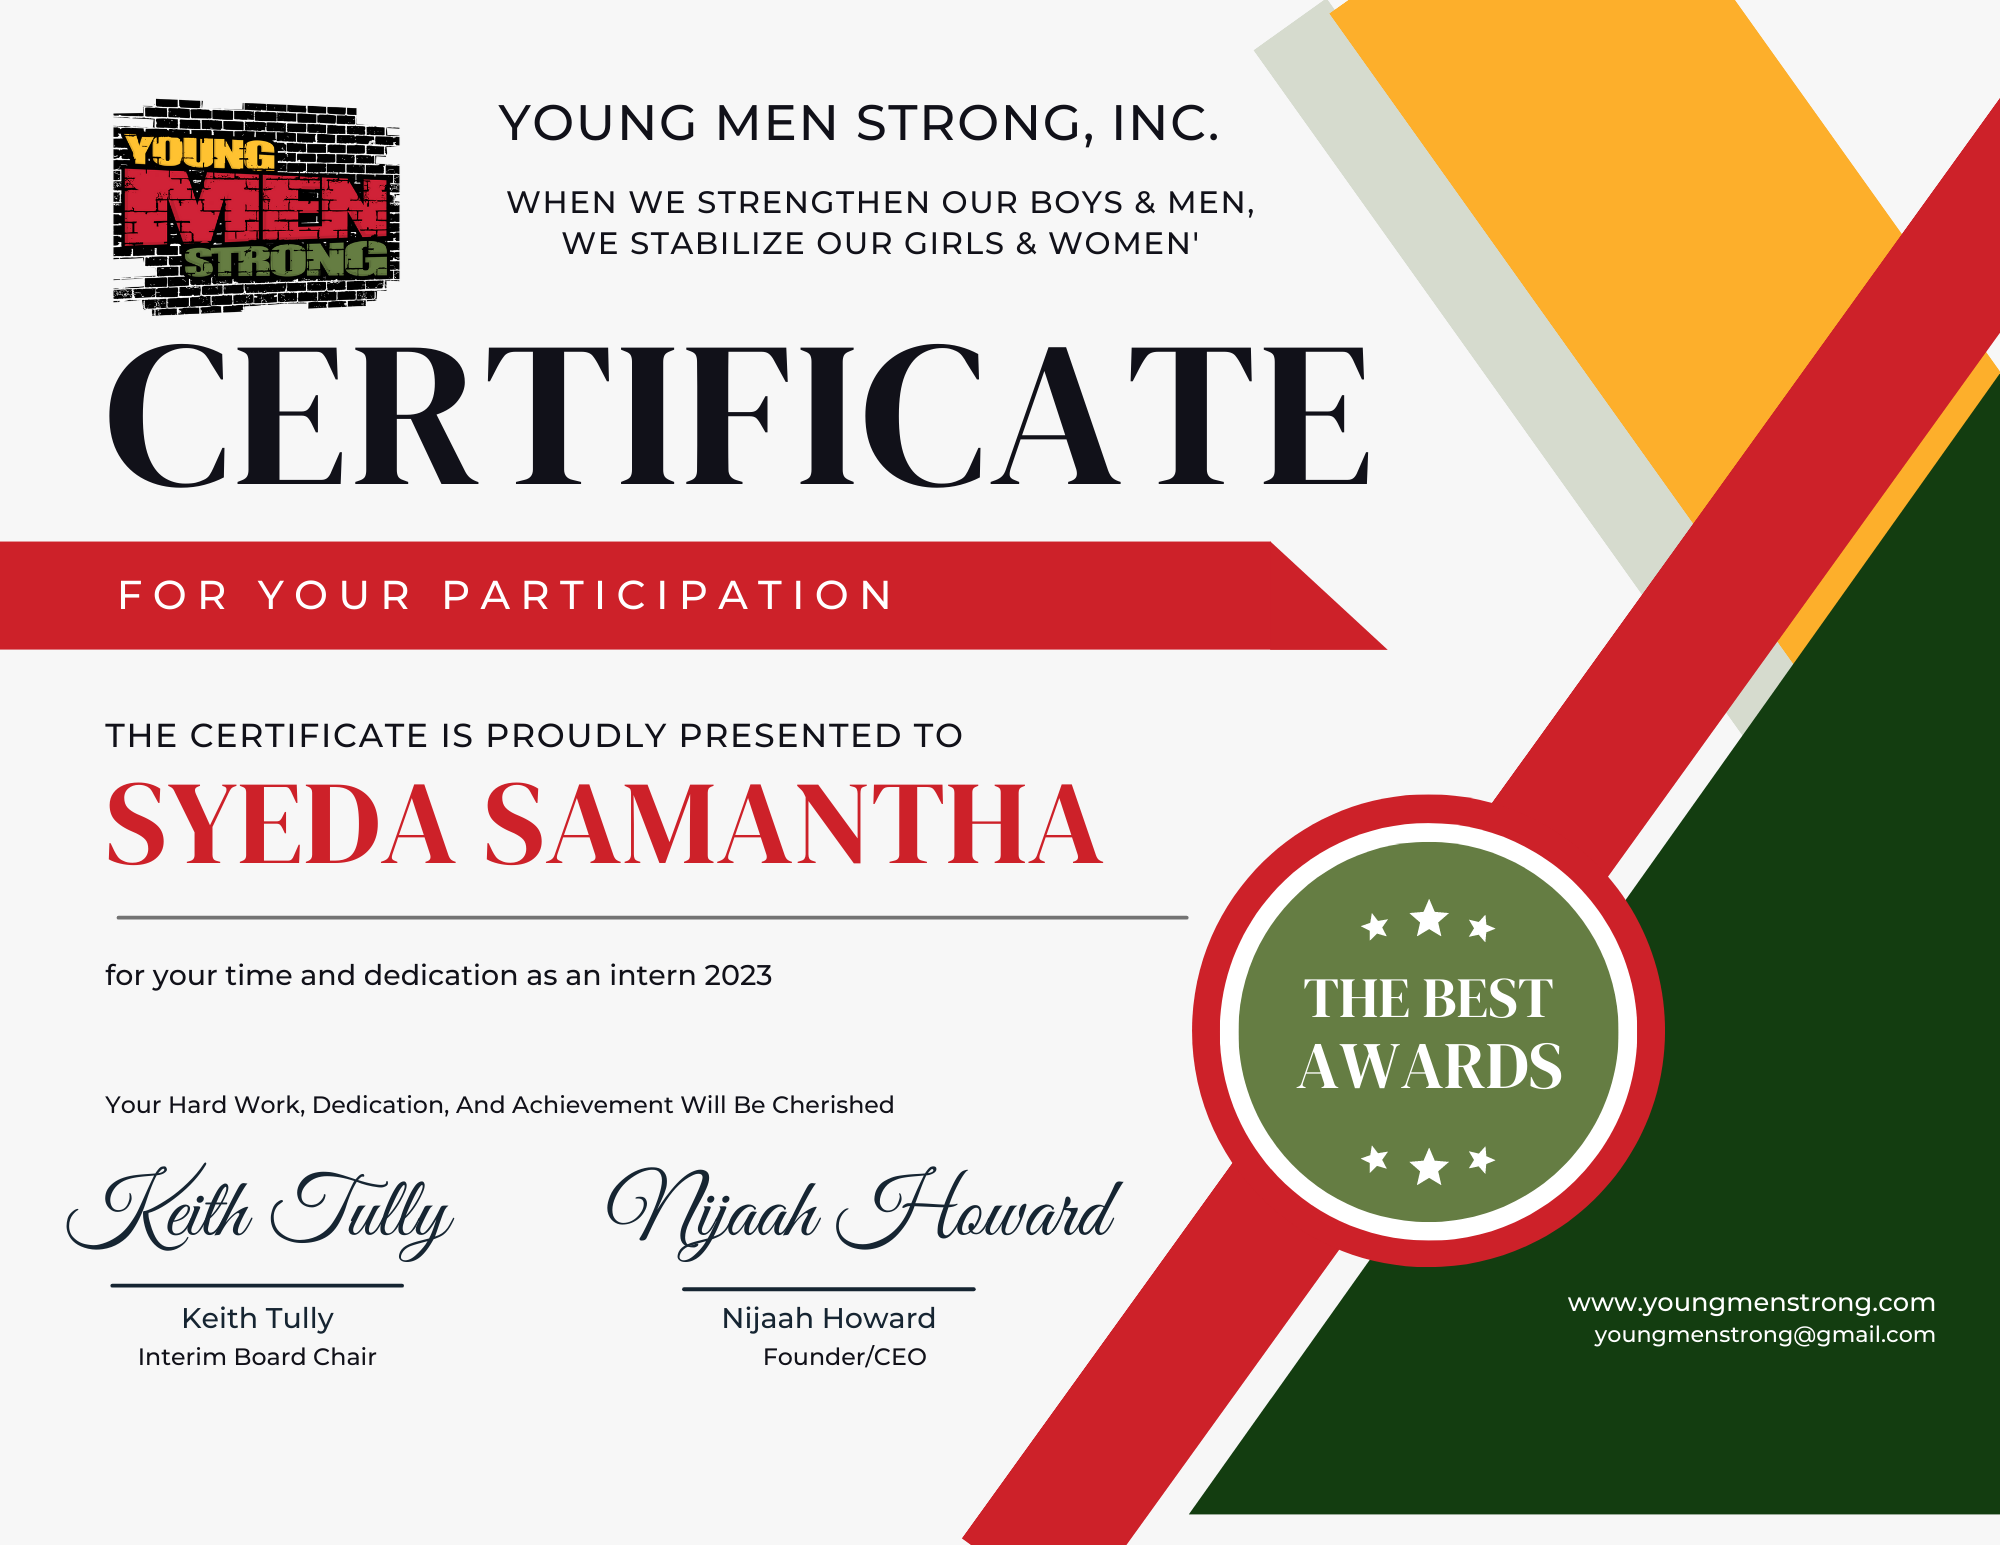 YOUNG
MEN
STRONG
YOUNG MEN STRONG, INC.
WHEN WE STRENGTHEN OUR BOYS & MEN,
WE STABILIZE OUR GIRLS & WOMEN'
CERTIFICATE
FOR YOUR PARTICIPATION
THE CERTIFICATE IS PROUDLY PRESENTED TO
SYEDA SAMANTHA
for your time and dedication as an intern 2023
THE BEST
AWARDS
Your Hard Work, Dedication, And Achievement Will Be Cherished
Keith Tully
Nijaah Howard
Keith Tully
Interim Board Chair
Nijaah Howard
Founder/CEO
www.youngmenstrong.com
youngmenstrong@gmail.com